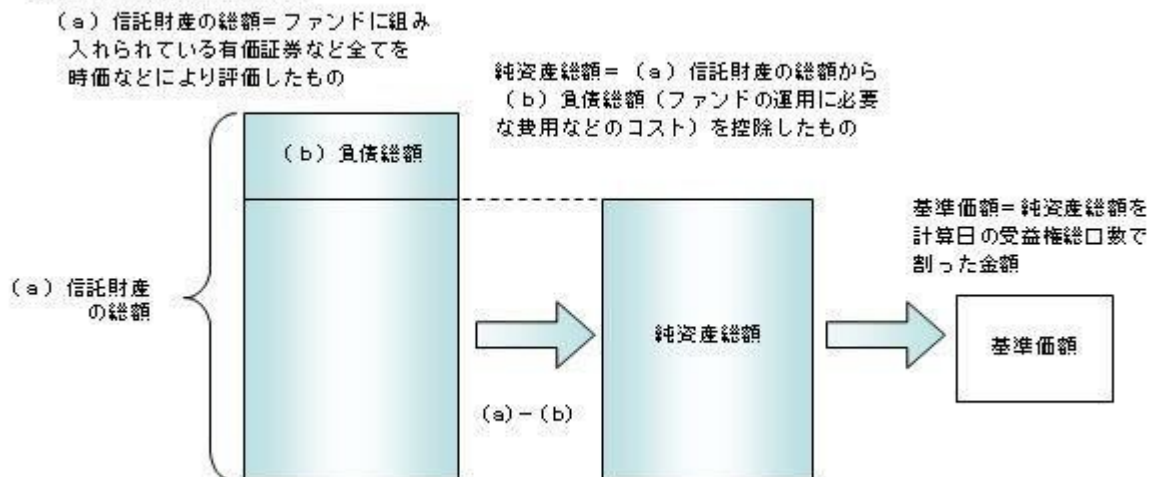 (a)信託財産の総額=ファンドに組み
入れられている有価証券など全てを
時価などにより評価したもの
純資産総額=(a)信託財産の総額から
(b)負債総額(ファンドの運用に必要
な費用などのコスト)を控除したもの
(b)負債総額
基準価額=純資産総額を
計算日の受益権総口数で
割った金額
(a)信託財産
の総額
純資産総額
基準価額
(a)-(b)